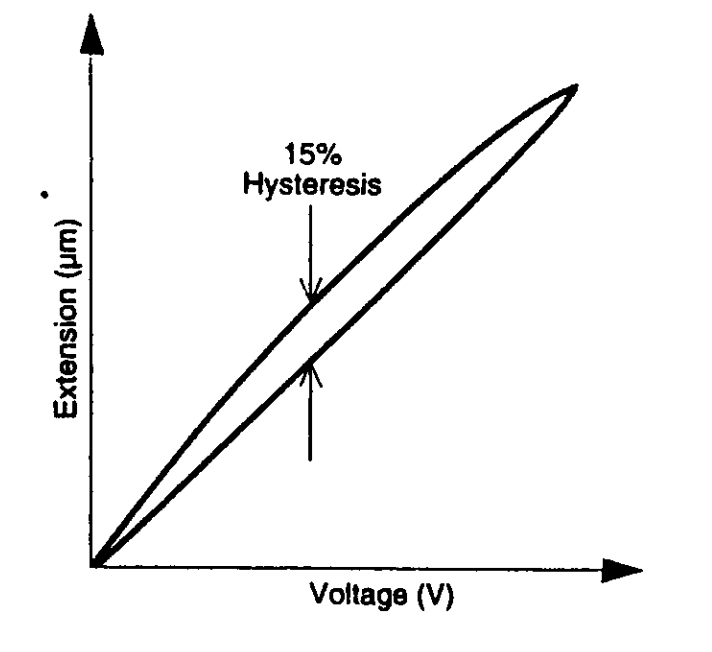 15%
Hysteresis
Extension (μm)
Voltage (V)